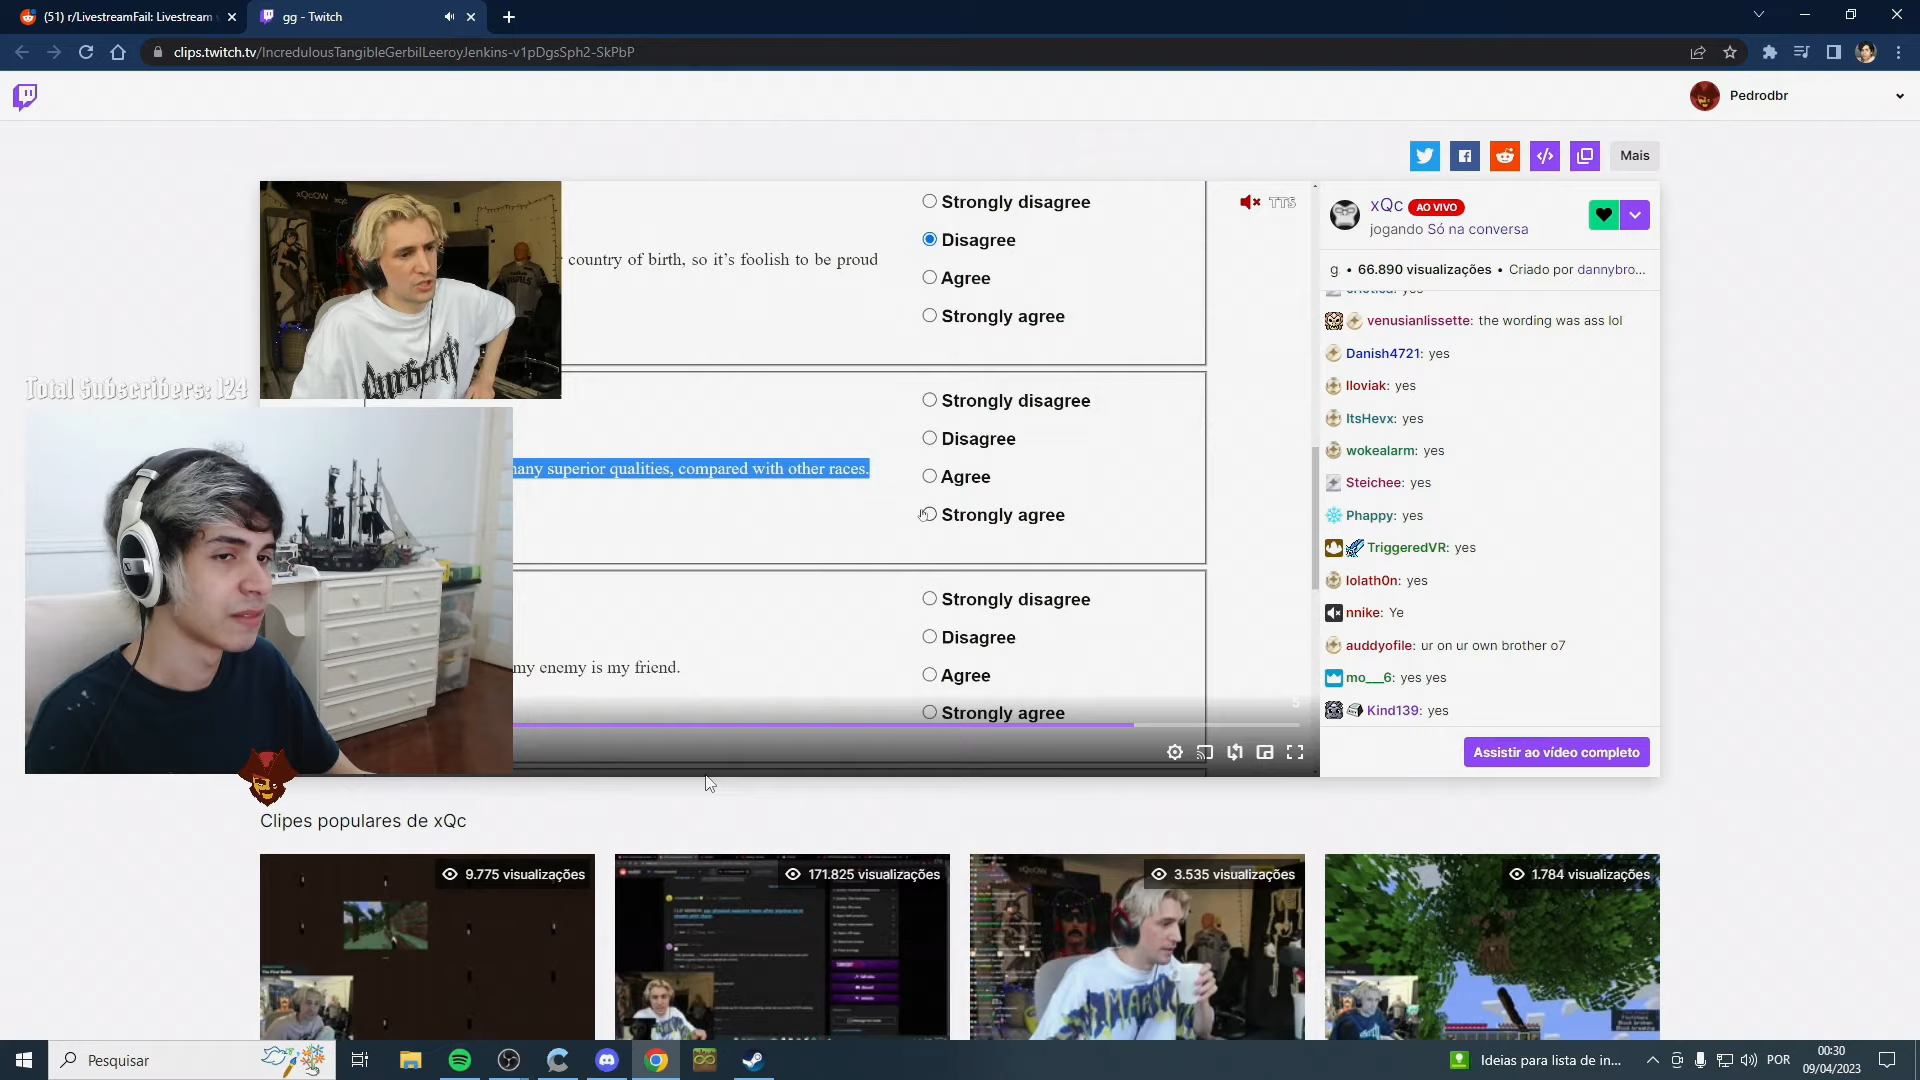 (51) r/LivestreamFail: Livestream
gg - Twitch
clips.twitch.tv/IncredulousTangibleGerbilLeeroyJenkins-v1pDgsSph2-SkPbP
Pedrodbr
Mais
Strongly disagree
Disagree
country of birth, so it's foolish to be proud
Agree
Strongly agree
TTS
xQc AO VIVO
jogando Só na conversa
g • 66.890 visualizações • Criado por dannybro...
venusianlissette: the wording was ass lol
Danish4721: yes
lloviak: yes
ItsHevx: yes
wokealarm: yes
Steichee: yes
Phappy: yes
TriggeredVR: yes
lolath0n: yes
nnike: Ye
auddyofile: ur on ur own brother o7
mo___6: yes yes
Kind139: yes
Assistir ao vídeo completo
Total Subscribers: 124
Strongly disagree
Disagree
many superior qualities, compared with other races.
Agree
Strongly agree
Strongly disagree
Disagree
my enemy is my friend.
Agree
Strongly agree
5
Clipes populares de xQc
9.775 visualizações
171.825 visualizações
3.535 visualizações
1.784 visualizações
Pesquisar
Ideias para lista de in...
POR
00:30
09/04/2023